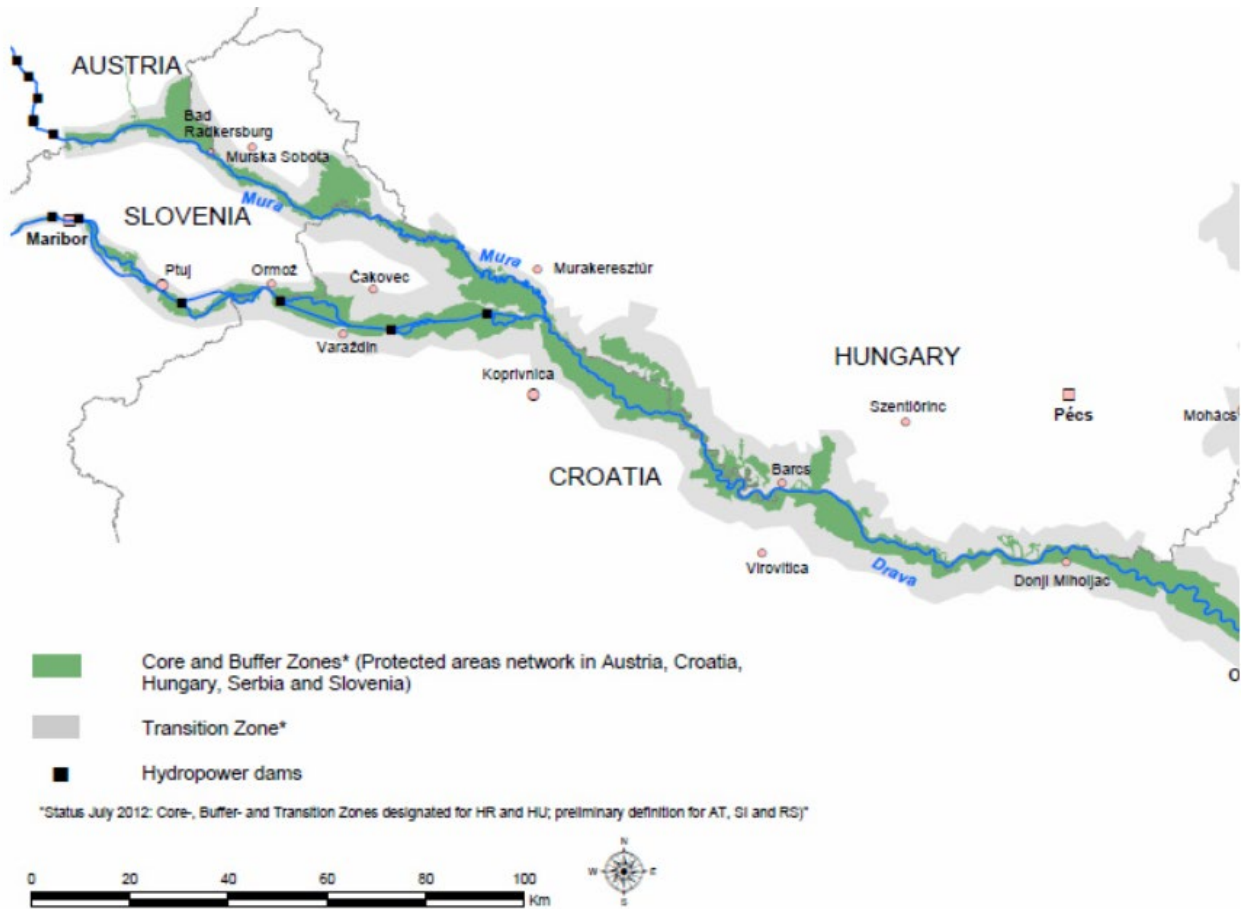 AUSTRIA
Bad
Radkersburg
Murska Sobota
Mura
SLOVENIA
Maribor
Ptuj
Ormož
Čakovec
Mura
Murakeresztúr
Varaždin
Koprivnica
HUNGARY
Szentlőrinc
Pécs
Mohács
CROATIA
Barcs
Virovitica
Drava
Donji Miholjac
O
Core and Buffer Zones* (Protected areas network in Austria, Croatia,
Hungary, Serbia and Slovenia)
Transition Zone*
Hydropower dams
"Status July 2012: Core-, Buffer- and Transition Zones designated for HR and HU; preliminary definition for AT, SI and RS)"
N
W E
S
0 20 40 60 80 100
Km